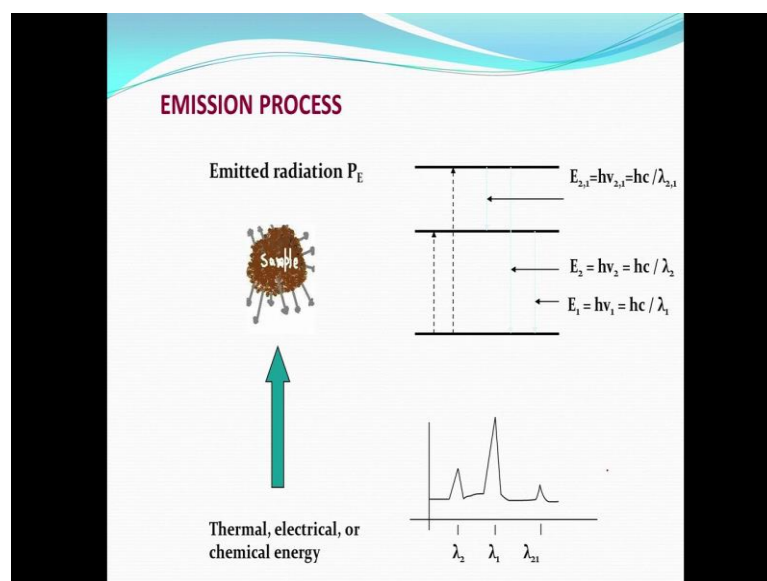 EMISSION PROCESS
Emitted radiation P_E
Sample
Thermal, electrical, or
chemical energy
E₂,₁=hv₂,₁=hc /λ₂,₁
E₂ = hv₂ = hc / λ₂
E₁ = hv₁ = hc / λ₁
λ₂ λ₁ λ₂₁